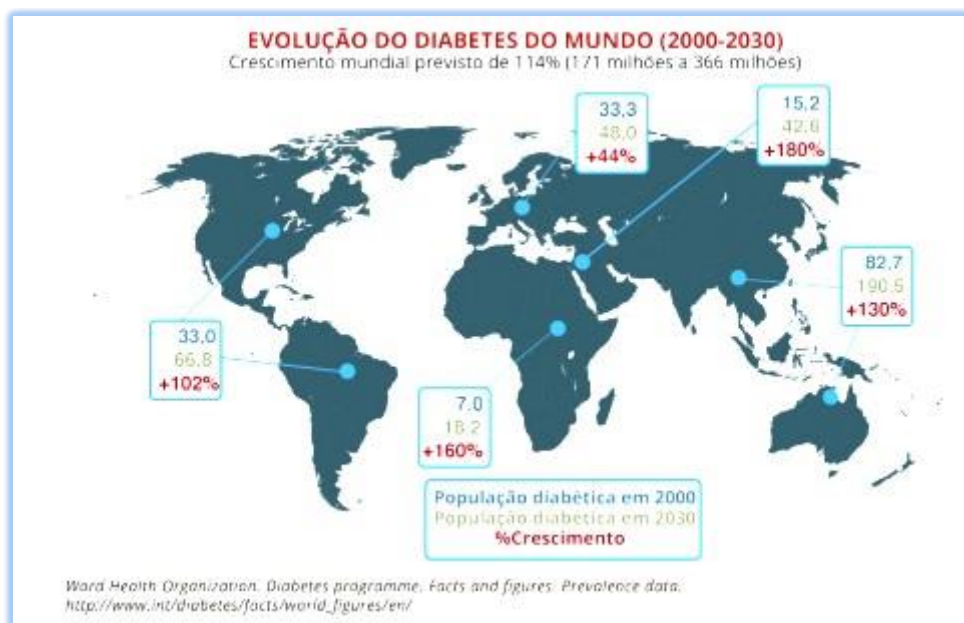 EVOLUÇÃO DO DIABETES DO MUNDO (2000-2030)
Crescimento mundial previsto de 114% (171 milhões a 366 milhões)
33,3
48,0
+44%
15,2
42,6
+180%
82,7
190,5
+130%
33,0
66,8
+102%
7.0
18.2
+160%
População diabética em 2000
População diabética em 2030
%Crescimento
Ward Health Organization. Diabetes programme. Facts and figures. Prevalence data.
http://www.int/diabetes/facts/world_figures/en/